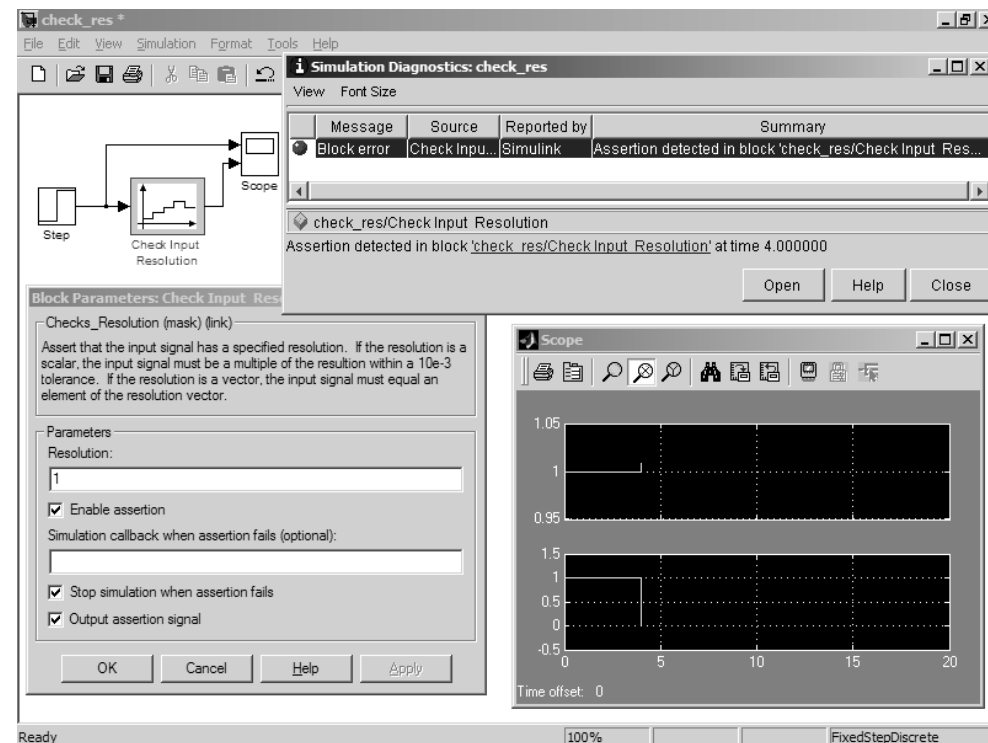 check_res *
File Edit View Simulation Format Tools Help
Simulation Diagnostics: check_res
View Font Size
Message Source Reported by Summary
Block error Check Inpu... Simulink Assertion detected in block 'check_res/Check Input Res...
check_res/Check Input Resolution
Assertion detected in block 'check_res/Check Input Resolution' at time 4.000000
Open Help Close
Scope
Step
Check Input
Resolution
Block Parameters: Check Input Res
Checks_Resolution (mask) (link)
Assert that the input signal has a specified resolution. If the resolution is a
scalar, the input signal must be a multiple of the resultion within a 10e-3
tolerance. If the resolution is a vector, the input signal must equal an
element of the resolution vector.
Parameters
Resolution:
1
Enable assertion
Simulation callback when assertion fails (optional):
Stop simulation when assertion fails
Output assertion signal
OK Cancel Help Apply
Scope
1.05
1
0.95
1.5
1
0.5
0
-0.5
0 5 10 15 20
Time offset: 0
Ready 100% FixedStepDiscrete